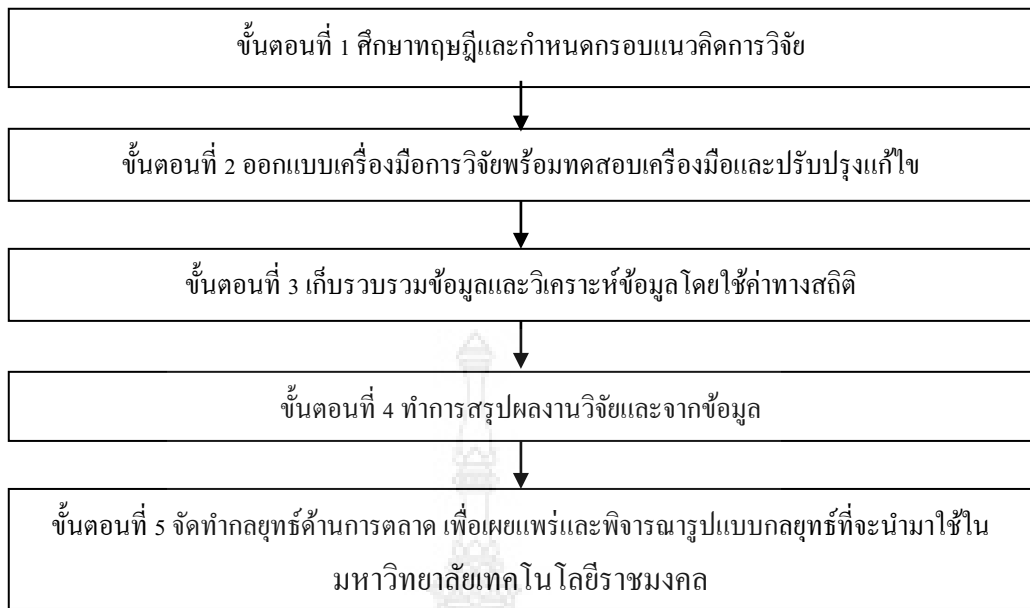 ขั้นตอนที่ 1 ศึกษาทฤษฎีและกำหนดกรอบแนวคิดการวิจัย
ขั้นตอนที่ 2 ออกแบบเครื่องมือการวิจัยพร้อมทดสอบเครื่องมือและปรับปรุงแก้ไข
ขั้นตอนที่ 3 เก็บรวบรวมข้อมูลและวิเคราะห์ข้อมูลโดยใช้ค่าทางสถิติ
ขั้นตอนที่ 4 ทำการสรุปผลงานวิจัยและจากข้อมูล
ขั้นตอนที่ 5 จัดทำกลยุทธ์ด้านการตลาด เพื่อเผยแพร่และพิจารณารูปแบบกลยุทธ์ที่จะนำมาใช้ใน
มหาวิทยาลัยเทคโนโลยีราชมงคล